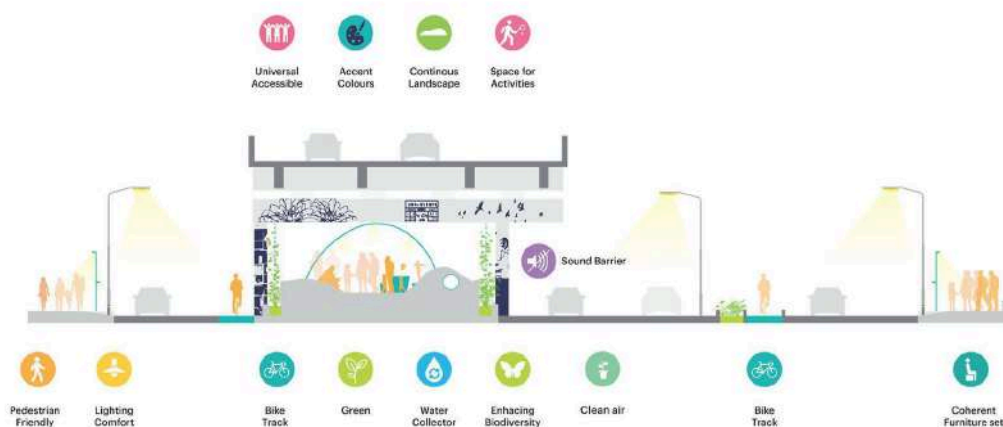 Universal
Accessible
Accent
Colours
Continous
Landscape
Space for
Activities
Sound Barrier
Pedestrian
Friendly
Lighting
Comfort
Bike
Track
Green
Water
Collector
Enhacing
Biodiversity
Clean air
Bike
Track
Coherent
Furniture set